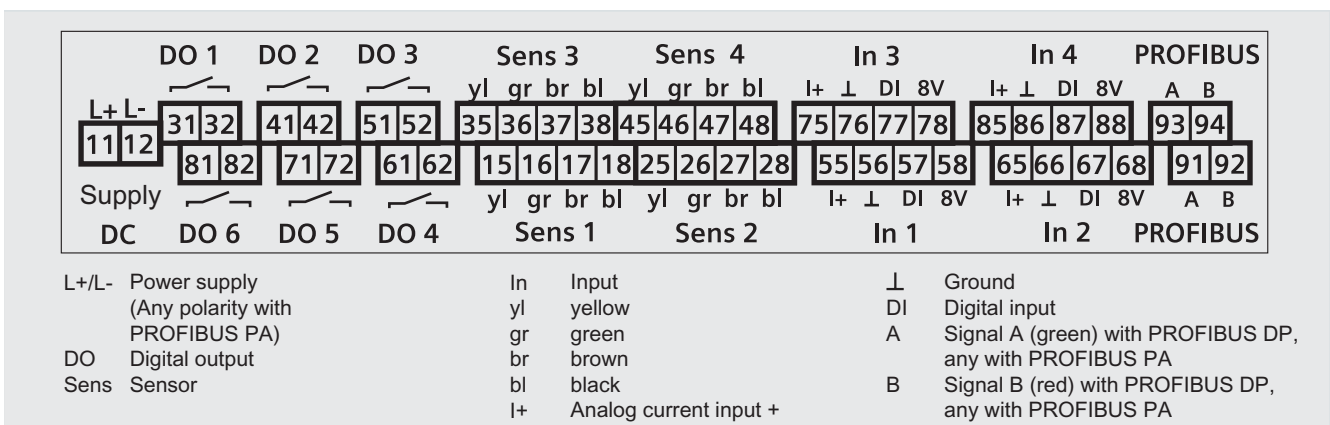 DO 1 DO 2 DO 3 Sens 3 Sens 4 In 3 In 4 PROFIBUS
yl gr br bl yl gr br bl I+ ⊥ DI 8V I+ ⊥ DI 8V A B
L+ L-
31 32 41 42 51 52 35 36 37 38 45 46 47 48 75 76 77 78 85 86 87 88 93 94
11 12
81 82 71 72 61 62 15 16 17 18 25 26 27 28 55 56 57 58 65 66 67 68 91 92
Supply yl gr br bl yl gr br bl I+ ⊥ DI 8V I+ ⊥ DI 8V A B
DC DO 6 DO 5 DO 4 Sens 1 Sens 2 In 1 In 2 PROFIBUS
L+/L- Power supply
(Any polarity with
PROFIBUS PA)
DO Digital output
Sens Sensor
In Input
yl yellow
gr green
br brown
bl black
I+ Analog current input +
⊥ Ground
DI Digital input
A Signal A (green) with PROFIBUS DP,
any with PROFIBUS PA
B Signal B (red) with PROFIBUS DP,
any with PROFIBUS PA